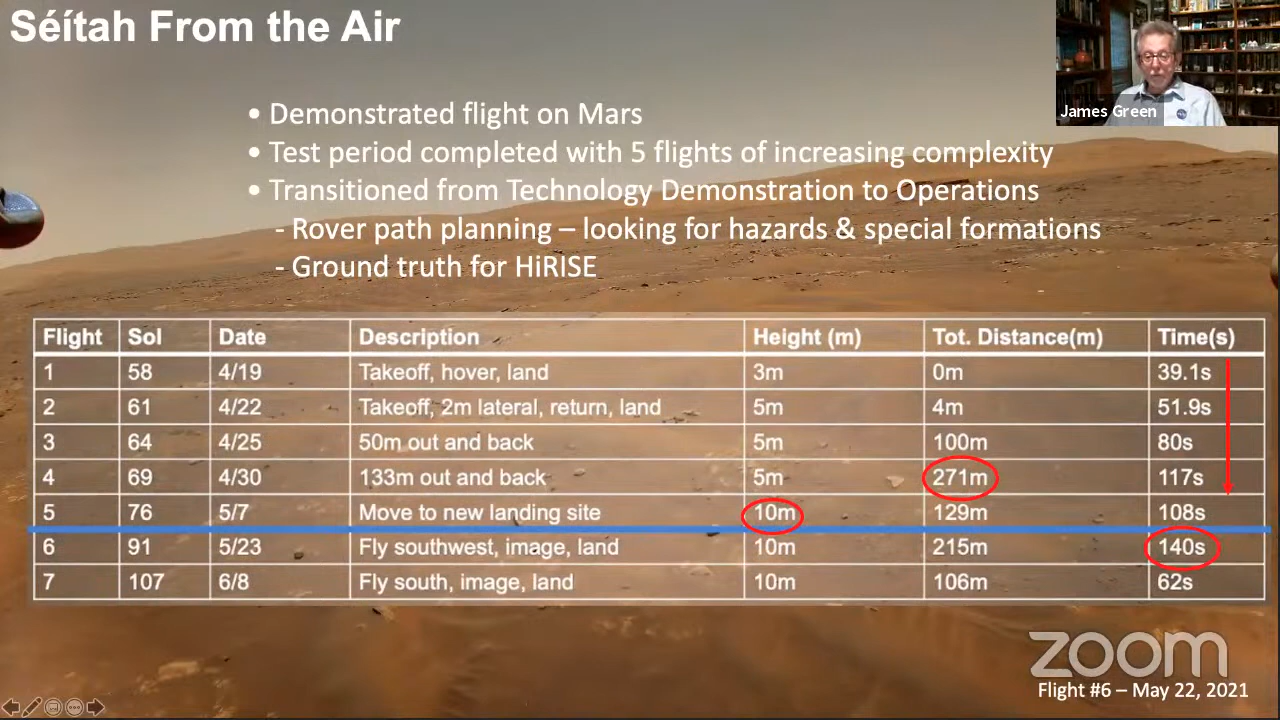 Séítah From the Air
James Green
• Demonstrated flight on Mars
• Test period completed with 5 flights of increasing complexity
• Transitioned from Technology Demonstration to Operations
- Rover path planning – looking for hazards & special formations
- Ground truth for HiRISE
Flight Sol Date Description Height (m) Tot. Distance(m) Time(s)
1 58 4/19 Takeoff, hover, land 3m 0m 39.1s
2 61 4/22 Takeoff, 2m lateral, return, land 5m 4m 51.9s
3 64 4/25 50m out and back 5m 100m 80s
4 69 4/30 133m out and back 5m 271m 117s
5 76 5/7 Move to new landing site 10m 129m 108s
6 91 5/23 Fly southwest, image, land 10m 215m 140s
7 107 6/8 Fly south, image, land 10m 106m 62s
zoom
Flight #6 – May 22, 2021